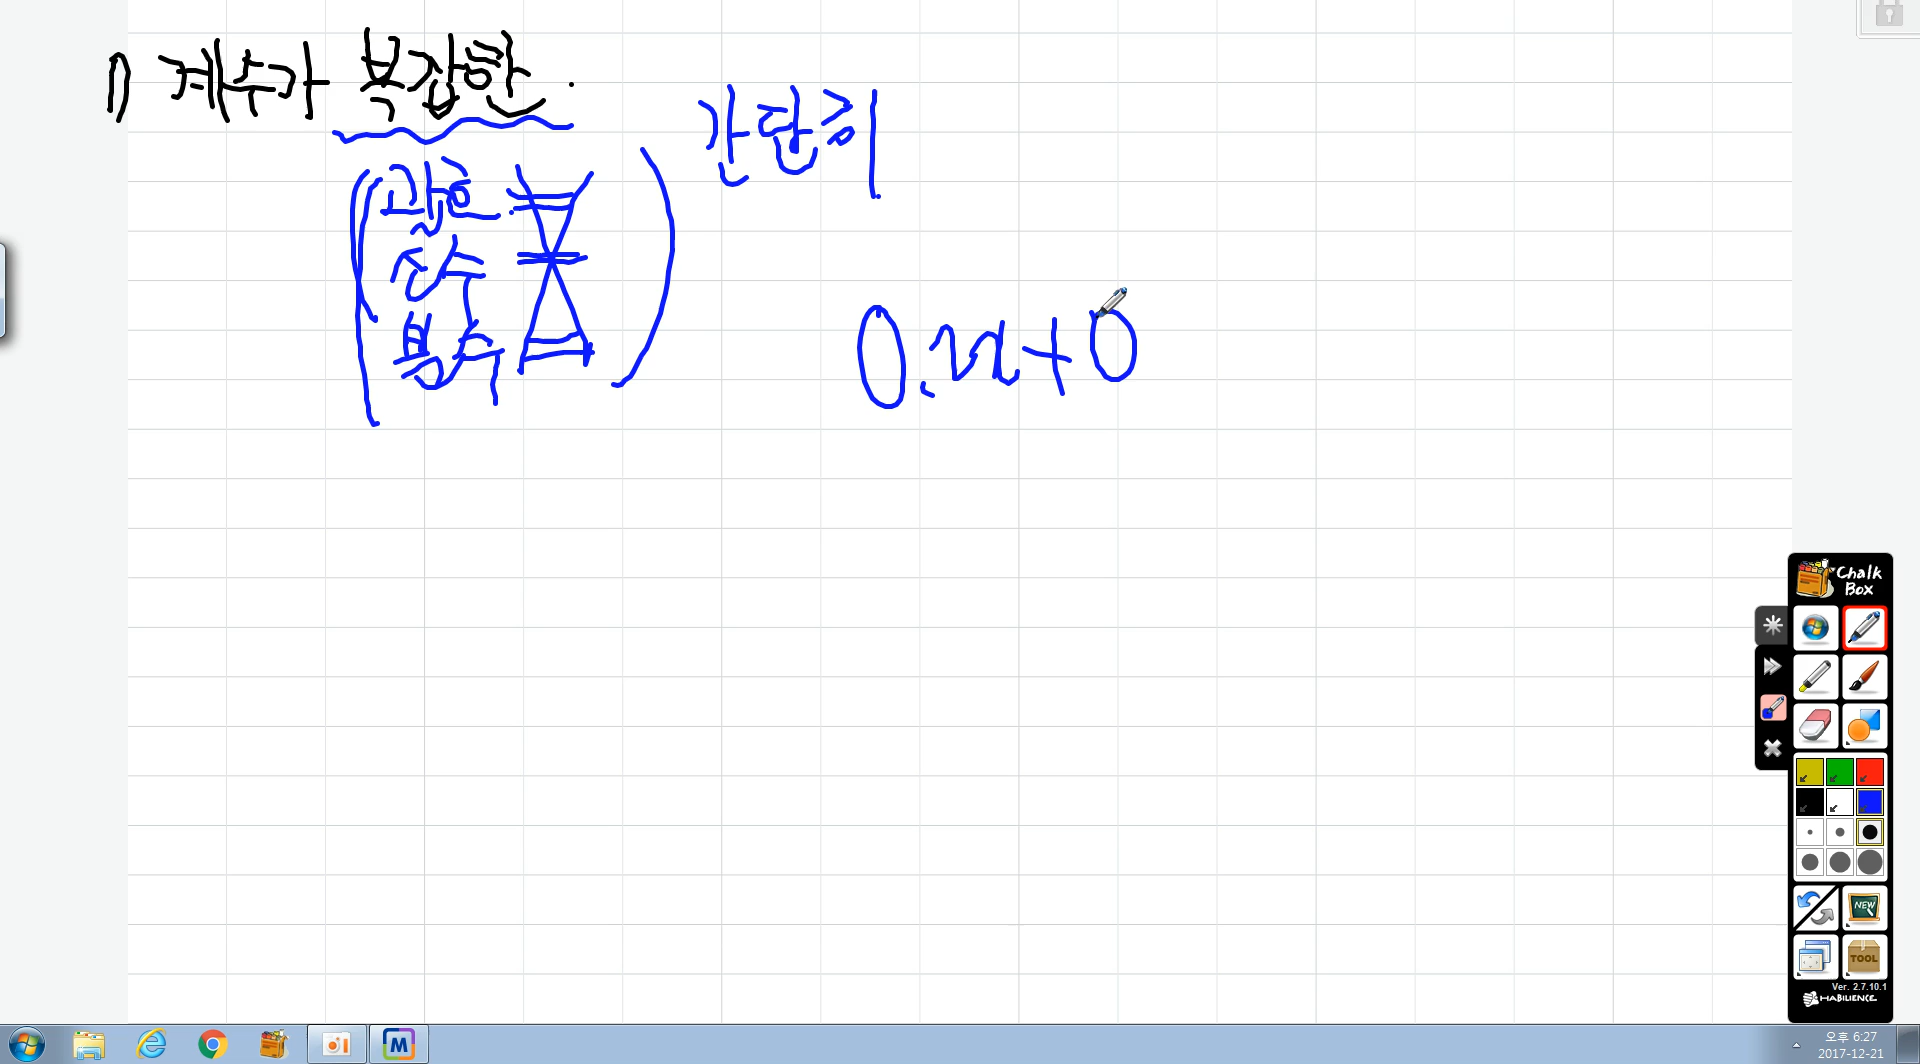 1) 계수가 복잡한.
간단히
괄호
소수
분수
0.2x+0
Chalk
Box
NEW
TOOL
Ver. 2.7.10.1
HABILIENCE
오후 6:27
2017-12-21